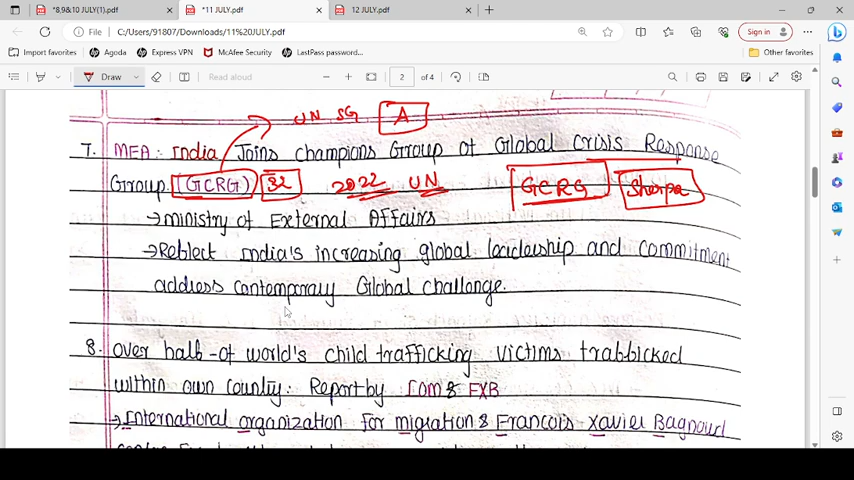 *8,9&10 JULY(1).pdf
*11 JULY.pdf
12 JULY.pdf
File
C:/Users/91807/Downloads/11%20JULY.pdf
Sign in
Import favorites
Agoda
Express VPN
McAfee Security
LastPass password...
Other favorites
Draw
Read aloud
2 of 4
UN SG A
7. MEA: India Joins champions Group of Global crisis Response
Group (GCRG) 32 2022 UN GCRG Sherpa
→ministry of External Affairs
→Reflect India's increasing global leadership and commitment
address contemporary Global challenge.
8. over half-of world's child trafficking victims trafficked
within own country: Report by IOM & FXB
→International organization for migration & Francois xavier Bagnoud